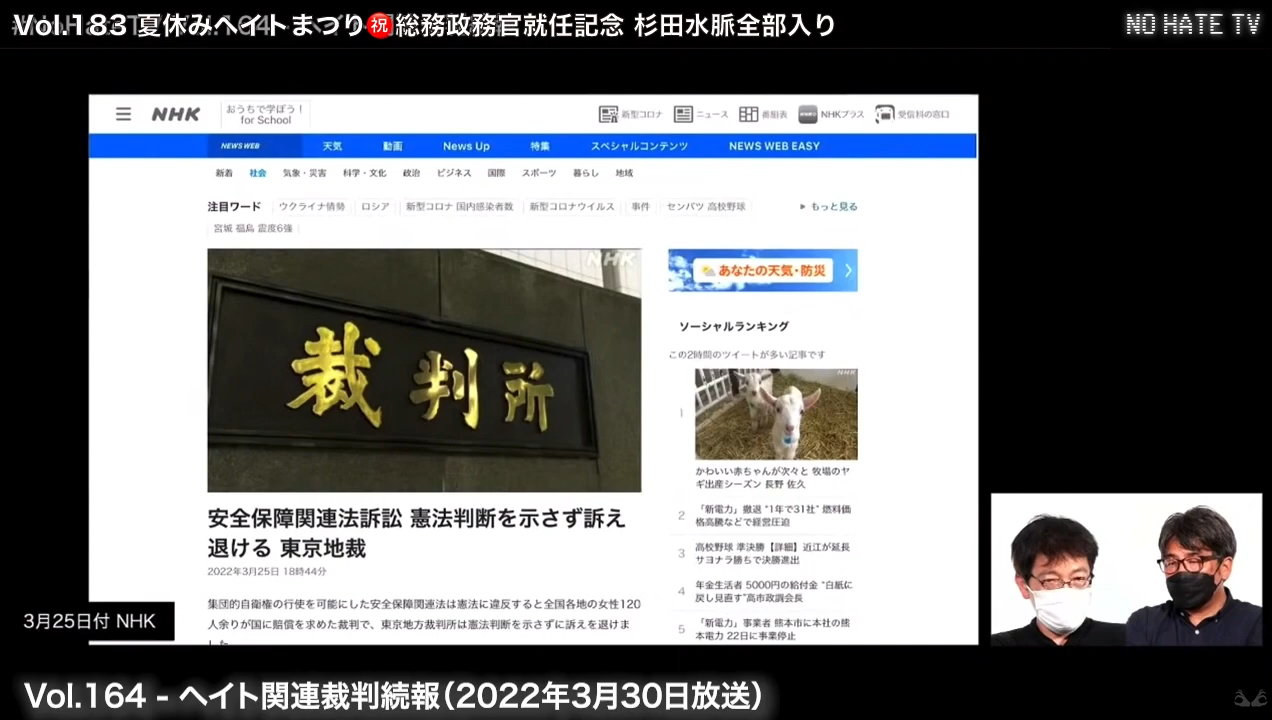 Vol.183 夏休みヘイトまつり㊗総務政務官就任記念 杉田水脈全部入り
NO HATE TV
NHK
おうちで学ぼう！
for School
新型コロナ
ニュース
番組表
NHKプラス
受信料の窓口
NEWS WEB
天気
動画
News Up
特集
スペシャルコンテンツ
NEWS WEB EASY
新着
社会
気象・災害
科学・文化
政治
ビジネス
国際
スポーツ
暮らし
地域
注目ワード
ウクライナ情勢
ロシア
新型コロナ 国内感染者数
新型コロナウイルス
事件
センバツ 高校野球
もっと見る
宮城 福島 震度6強
NHK
裁判所
あなたの天気・防災
ソーシャルランキング
この2時間のツイートが多い記事です
NHK
1
かわいい赤ちゃんが次々と 牧場のヤ
ギ出産シーズン 長野 佐久
2
「新電力」撤退 “1年で31社” 燃料価
格高騰などで経営圧迫
3
高校野球 準決勝【詳細】近江が延長
サヨナラ勝ちで決勝進出
4
年金生活者 5000円の給付金 “白紙に
戻し見直す”高市政調会長
5
「新電力」事業者 熊本市に本社の熊
本電力 22日に事業停止
安全保障関連法訴訟 憲法判断を示さず訴え
退ける 東京地裁
2022年3月25日 18時44分
集団的自衛権の行使を可能にした安全保障関連法は憲法に違反すると全国各地の女性120
人余りが国に賠償を求めた裁判で、東京地方裁判所は憲法判断を示さずに訴えを退けま
した
3月25日付 NHK
Vol.164 - ヘイト関連裁判続報（2022年3月30日放送）